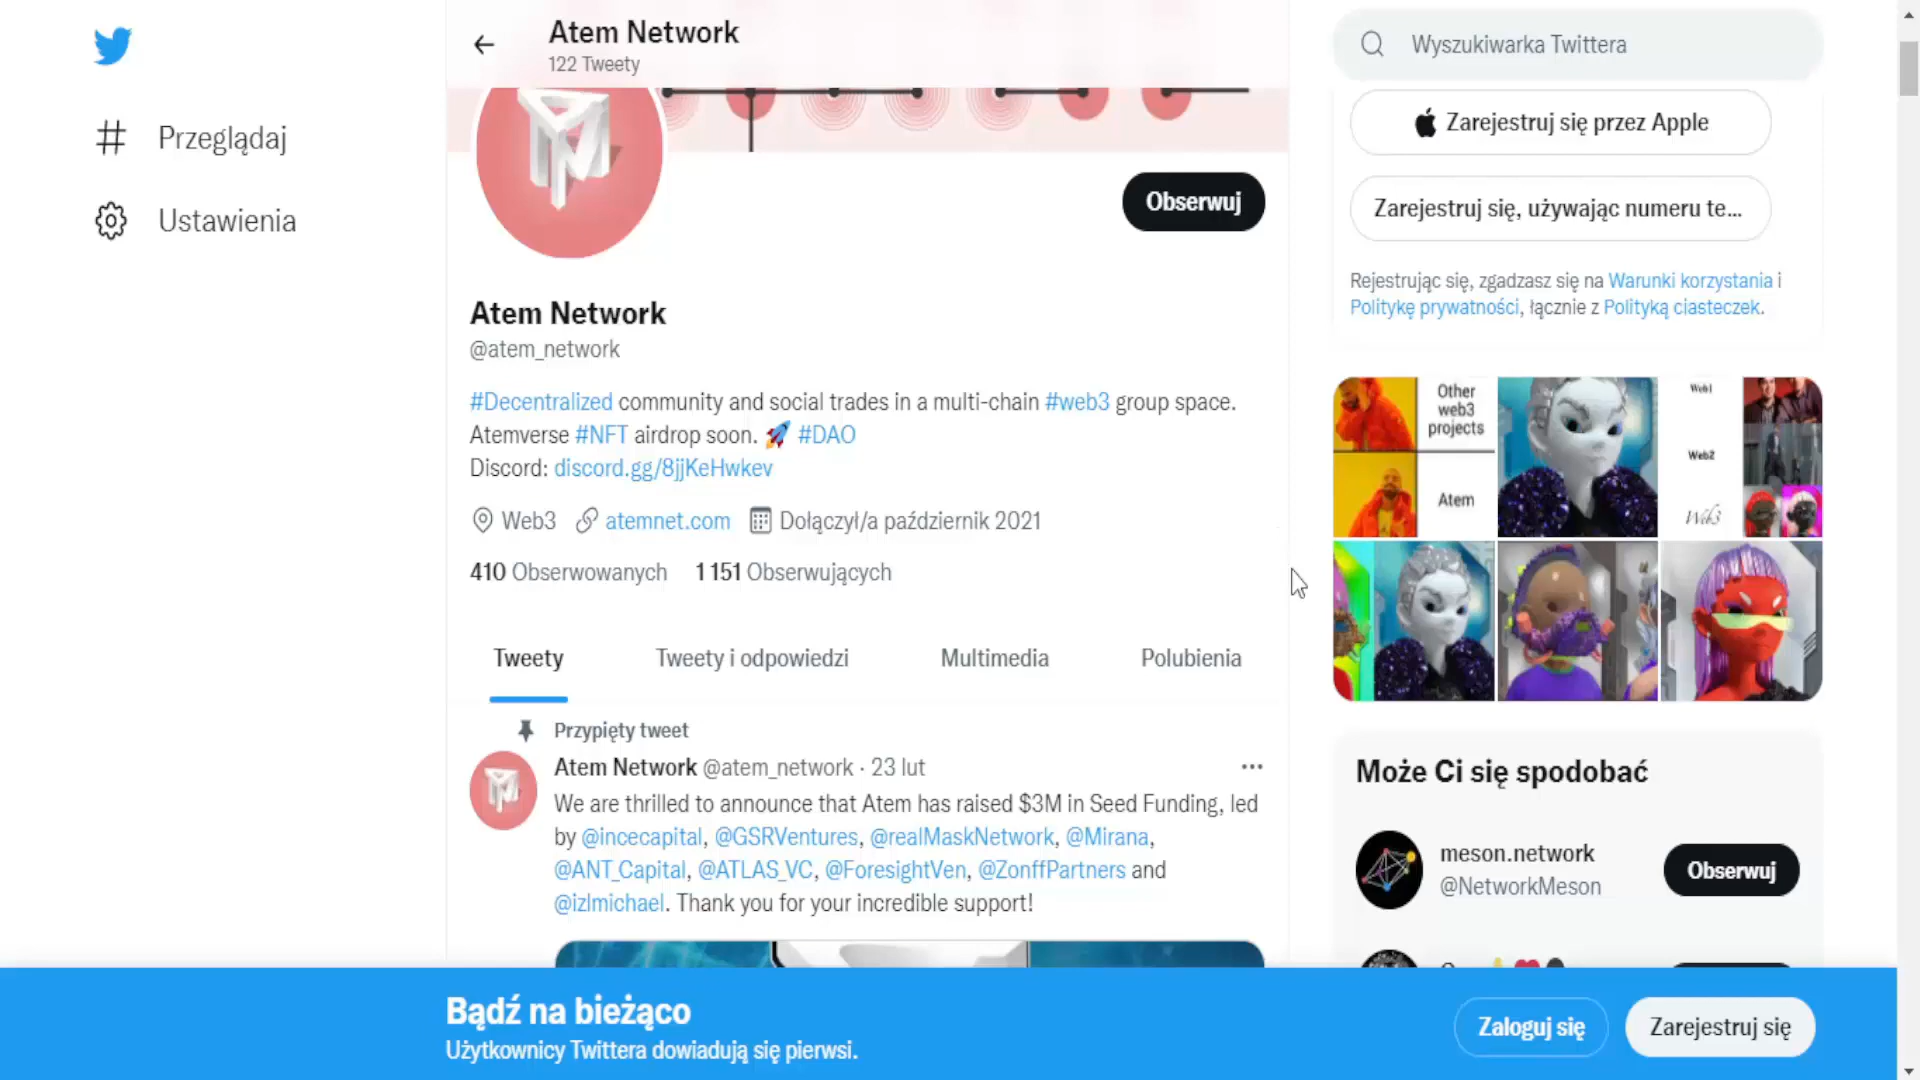 Atem Network
122 Tweety
Wyszukiwarka Twittera
Przeglądaj
Ustawienia
Obserwuj
Atem Network
@atem_network
#Decentralized community and social trades in a multi-chain #web3 group space.
Atemverse #NFT airdrop soon. 🚀 #DAO
Discord: discord.gg/8jjKeHwkev
Web3 atemnet.com Dołączył/a październik 2021
410 Obserwowanych 1 151 Obserwujących
Tweety Tweety i odpowiedzi Multimedia Polubienia
Przypięty tweet
Atem Network @atem_network · 23 lut
We are thrilled to announce that Atem has raised $3M in Seed Funding, led
by @incecapital, @GSRVentures, @realMaskNetwork, @Mirana,
@ANT_Capital, @ATLAS_VC, @ForesightVen, @ZonffPartners and
@izlmichael. Thank you for your incredible support!
Zarejestruj się przez Apple
Zarejestruj się, używając numeru te...
Rejestrując się, zgadzasz się na Warunki korzystania i
Politykę prywatności, łącznie z Polityką ciasteczek.
Other
web3
projects
Atem
Web1
Web2
Web3
Może Ci się spodobać
meson.network
@NetworkMeson
Obserwuj
Bądź na bieżąco
Użytkownicy Twittera dowiadują się pierwsi.
Zaloguj się
Zarejestruj się